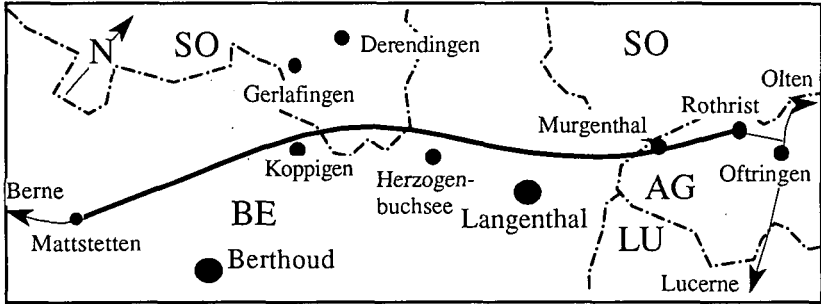 N
SO
Derendingen
SO
Gerlafingen
Olten
Rothrist
Murgenthal
Koppigen
Herzogen-
buchsee
Oftringen
Berne
AG
Langenthal
BE
Mattstetten
LU
Berthoud
Lucerne